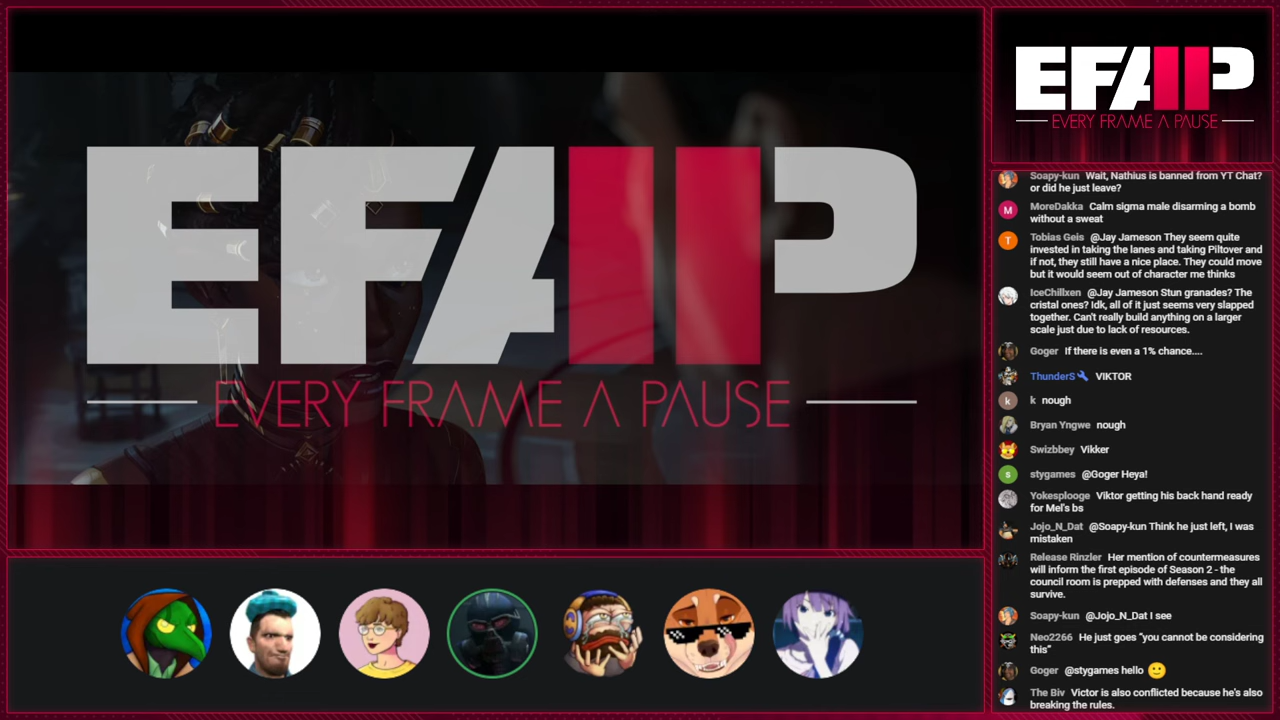 EFAP
EVERY FRAME A PAUSE
EFAP
EVERY FRAME A PAUSE
Soapy-kun Wait, Nathius is banned from YT Chat?
or did he just leave?
M
MoreDakka Calm sigma male disarming a bomb
without a sweat
T
Tobias Geis @Jay Jameson They seem quite
invested in taking the lanes and taking Piltover and
if not, they still have a nice place. They could move
but it would seem out of character me thinks
IceChillxen @Jay Jameson Stun granades? The
cristal ones? Idk, all of it just seems very slapped
together. Can't really build anything on a larger
scale just due to lack of resources.
Goger If there is even a 1% chance....
ThunderS VIKTOR
k
k nough
Bryan Yngwe nough
Swizbbey Vikker
s
stygames @Goger Heya!
Yokesplooge Viktor getting his back hand ready
for Mel's bs
Jojo_N_Dat @Soapy-kun Think he just left, I was
mistaken
Release Rinzler Her mention of countermeasures
will inform the first episode of Season 2 - the
council room is prepped with defenses and they all
survive.
Soapy-kun @Jojo_N_Dat I see
Neo2266 He just goes "you cannot be considering
this"
Goger @stygames hello 🙂
The Biv Victor is also conflicted because he's also
breaking the rules.